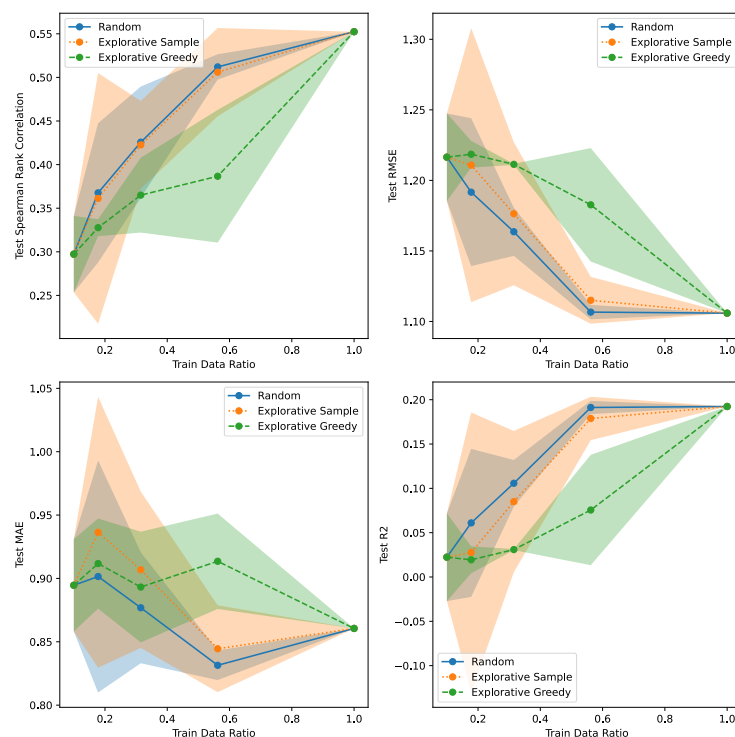 Test Spearman Rank Correlation
0.55
0.50
0.45
0.40
0.35
0.30
0.25
Random
Explorative Sample
Explorative Greedy
0.2 0.4 0.6 0.8 1.0
Train Data Ratio
Test RMSE
1.30
1.25
1.20
1.15
1.10
Random
Explorative Sample
Explorative Greedy
0.2 0.4 0.6 0.8 1.0
Train Data Ratio
Test MAE
1.05
1.00
0.95
0.90
0.85
0.80
Random
Explorative Sample
Explorative Greedy
0.2 0.4 0.6 0.8 1.0
Train Data Ratio
Test R2
0.20
0.15
0.10
0.05
0.00
−0.05
−0.10
Random
Explorative Sample
Explorative Greedy
0.2 0.4 0.6 0.8 1.0
Train Data Ratio